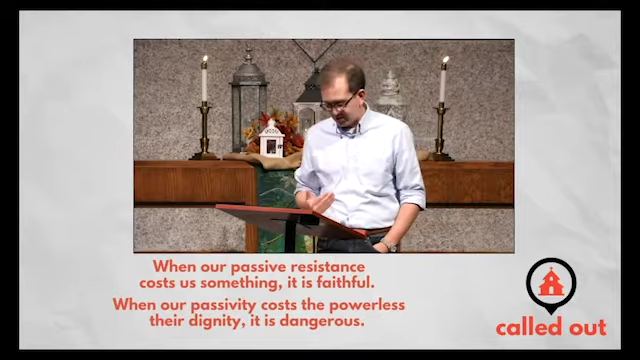 When our passive resistance
costs us something, it is faithful.
When our passivity costs the powerless
their dignity, it is dangerous.
called out